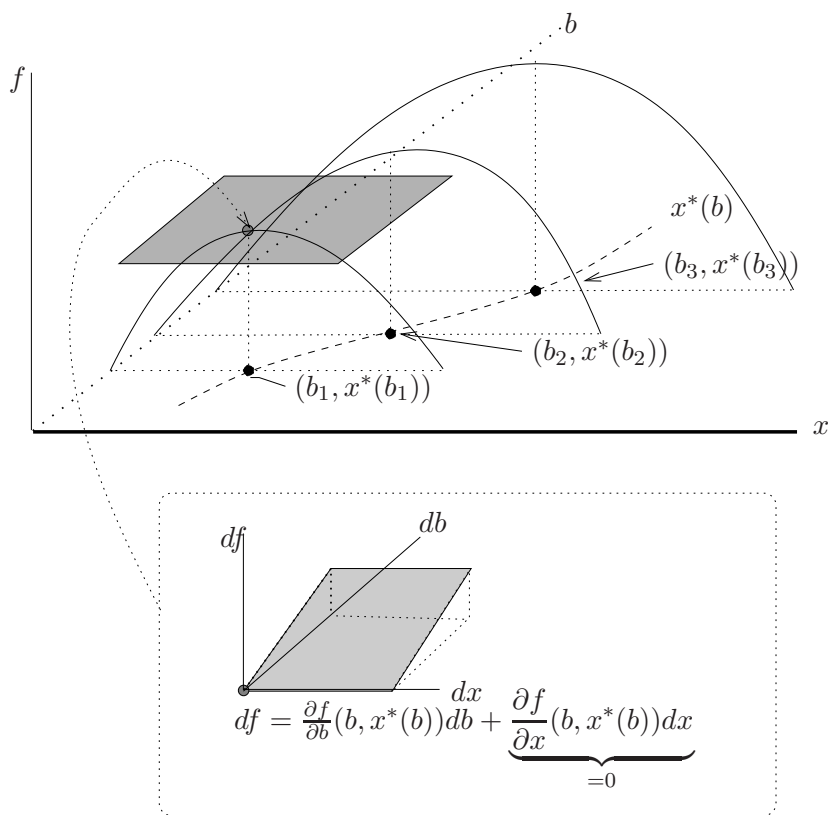 b
f
x*(b)
(b₃, x*(b₃))
(b₂, x*(b₂))
(b₁, x*(b₁))
x
db
df
dx
df = ∂f/∂b (b, x*(b))db + ∂f/∂x (b, x*(b))dx
=0